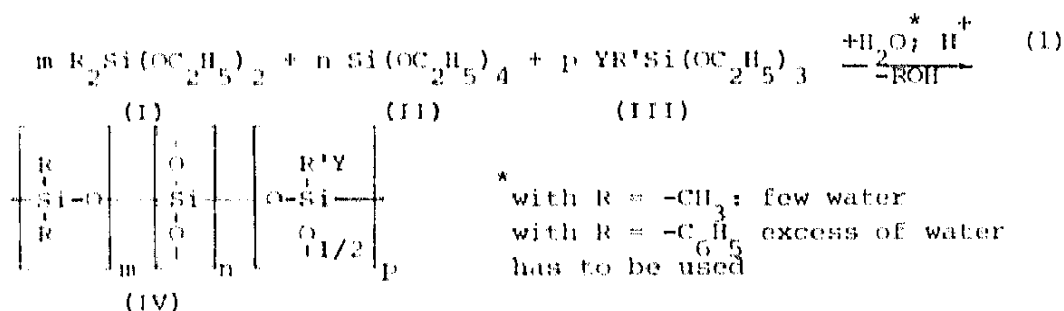 m R₂Si(OC₂H₅)₂ + n Si(OC₂H₅)₄ + p YR'Si(OC₂H₅)₃ +H₂O*; H⁺ (1)
-ROH
(I) (II) (III)
R O R'Y
Si-O Si O-Si
R O O1/2
m n p
(IV)
*with R = -CH₃: few water
with R = -C₆H₅ excess of water
has to be used